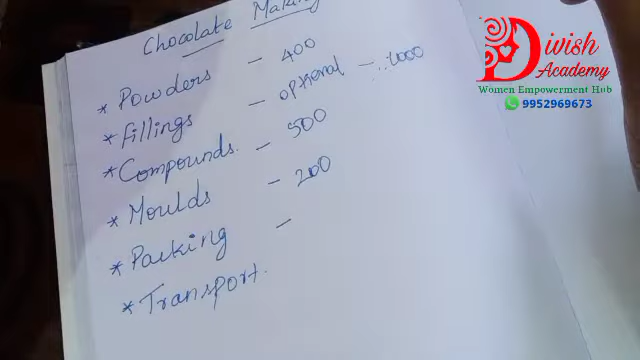 Chocolate Making
* Powders - 400
* Fillings - optional - ...1000
* Compounds. - 500
* Moulds - 200
* Packing -
* Transport.
Divish
Academy
Women Empowerment Hub
9952969673